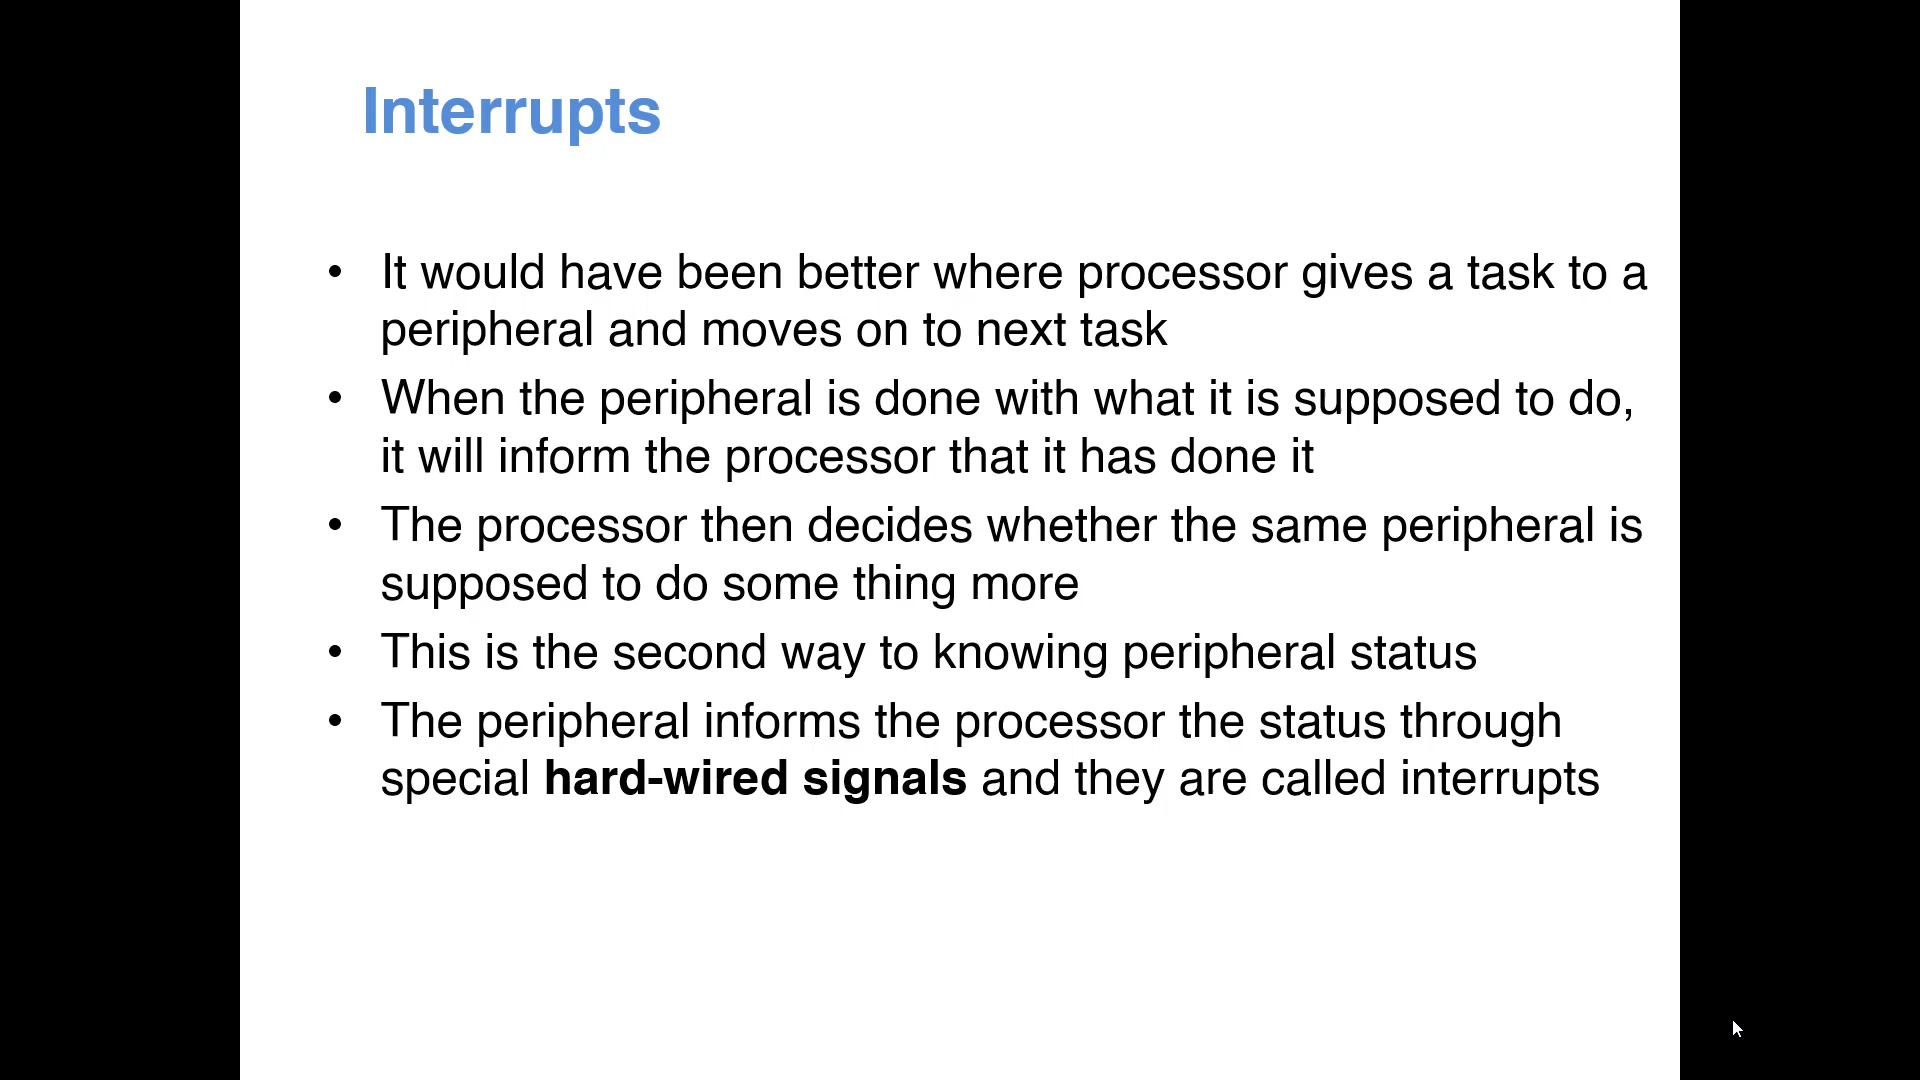 Interrupts
• It would have been better where processor gives a task to a
peripheral and moves on to next task
• When the peripheral is done with what it is supposed to do,
it will inform the processor that it has done it
• The processor then decides whether the same peripheral is
supposed to do some thing more
• This is the second way to knowing peripheral status
• The peripheral informs the processor the status through
special hard-wired signals and they are called interrupts